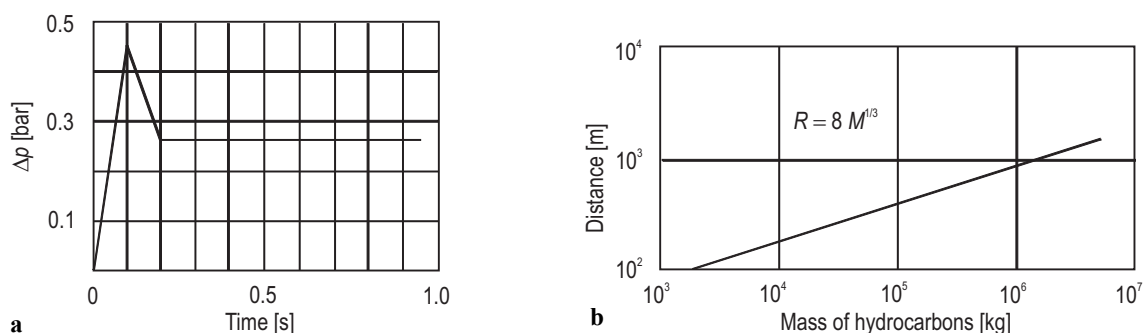 0.5
0.3
0.1
Δp [bar]
0
0.5
1.0
Time [s]
a
10⁴
10³
10²
Distance [m]
R = 8 M^{1/3}
10³
10⁴
10⁵
10⁶
10⁷
Mass of hydrocarbons [kg]
b